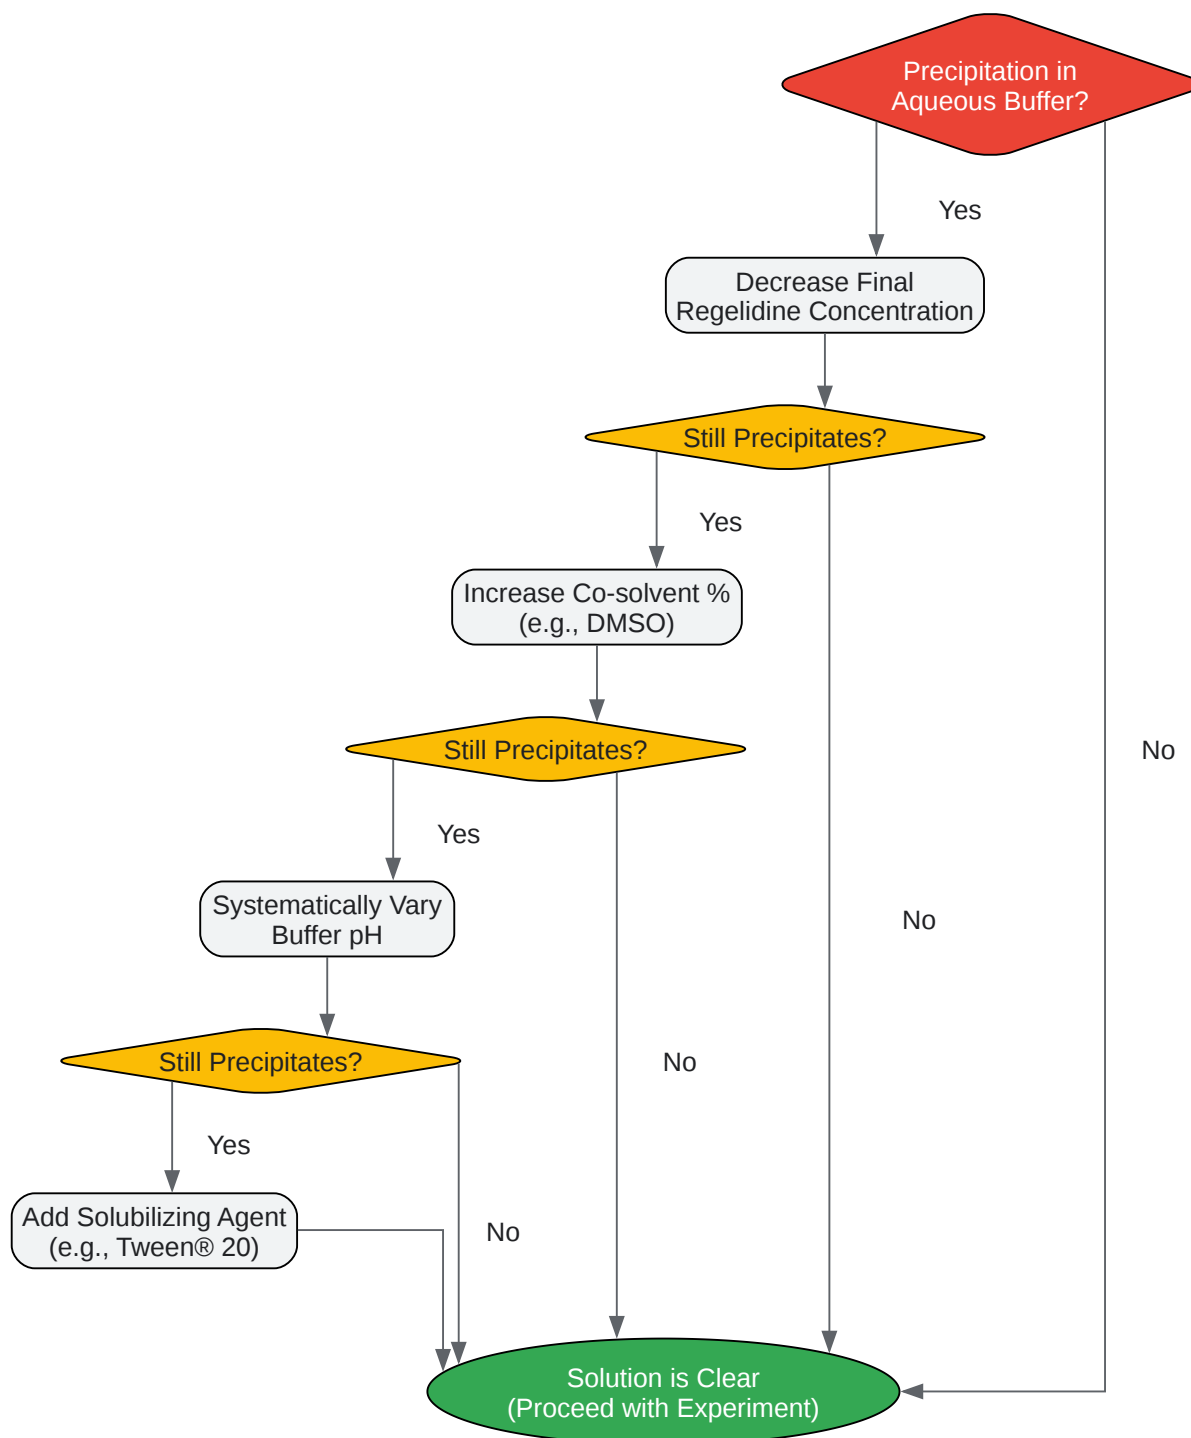 Precipitation in
Aqueous Buffer?
Yes
Decrease Final
Regelidine Concentration
Still Precipitates?
Yes
Increase Co-solvent %
(e.g., DMSO)
Still Precipitates?
No
Yes
Systematically Vary
Buffer pH
No
Still Precipitates?
No
Yes
Add Solubilizing Agent
(e.g., Tween® 20)
No
Solution is Clear
(Proceed with Experiment)